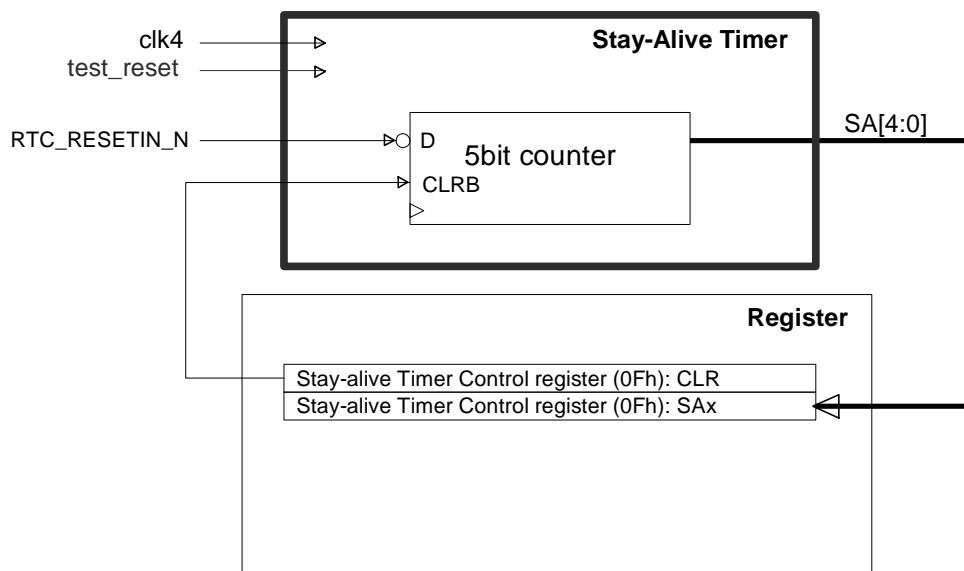 clk4
Stay-Alive Timer
test_reset
SA[4:0]
RTC_RESETIN_N
D
5bit counter
CLRB
Register
Stay-alive Timer Control register (0Fh): CLR
Stay-alive Timer Control register (0Fh): SAx